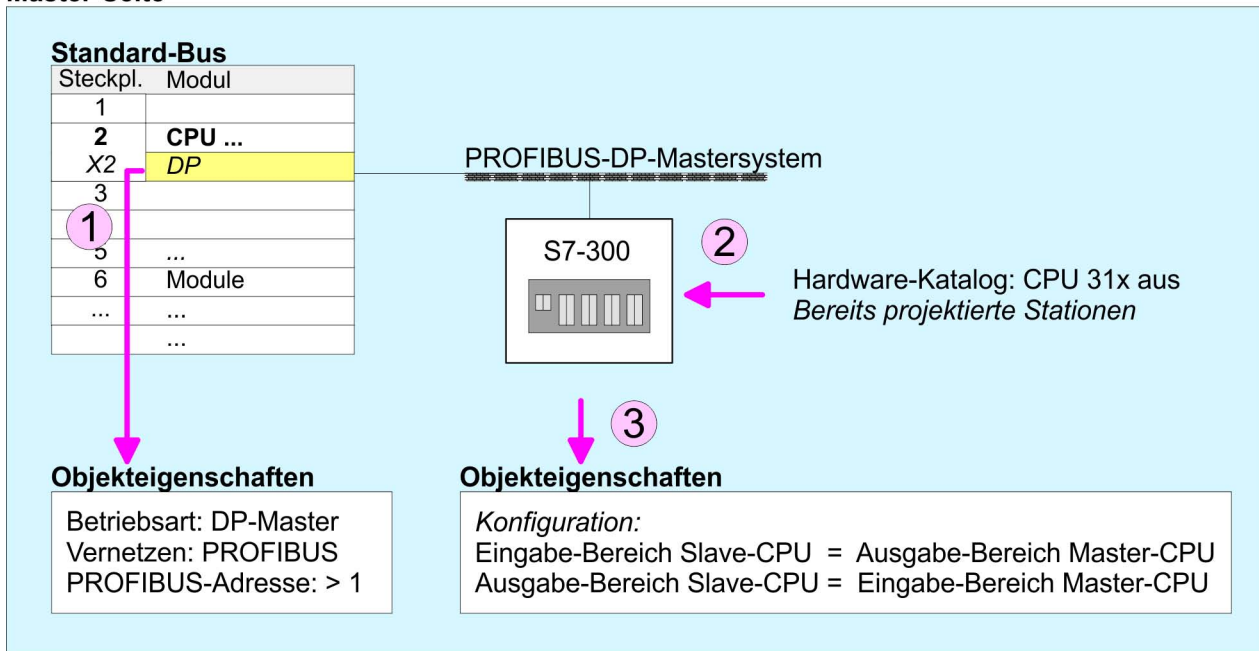 Master-Seite
Standard-Bus
Steckpl. Modul
1
2 CPU ...
X2 DP
3
5 ...
6 Module
... ...
...
PROFIBUS-DP-Mastersystem
S7-300
1
2
Hardware-Katalog: CPU 31x aus
Bereits projektierte Stationen
3
Objekteigenschaften
Betriebsart: DP-Master
Vernetzen: PROFIBUS
PROFIBUS-Adresse: > 1
Objekteigenschaften
Konfiguration:
Eingabe-Bereich Slave-CPU = Ausgabe-Bereich Master-CPU
Ausgabe-Bereich Slave-CPU = Eingabe-Bereich Master-CPU